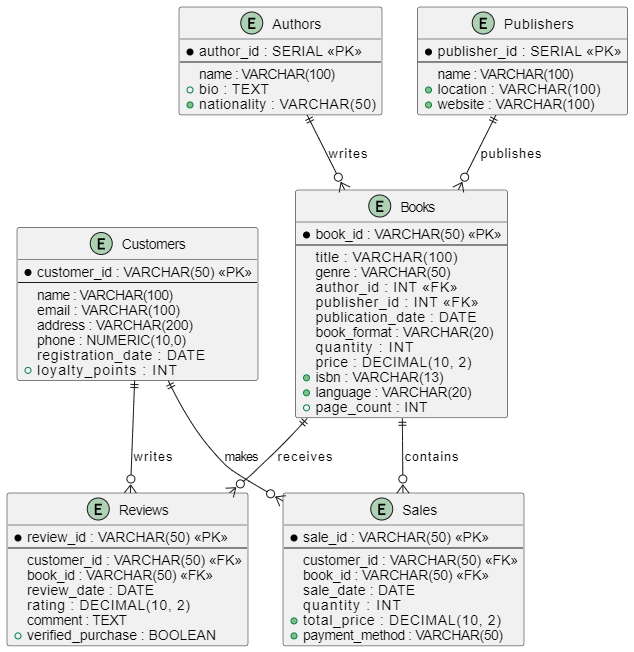 E Authors
author_id : SERIAL «PK»
name : VARCHAR(100)
bio : TEXT
nationality : VARCHAR(50)
E Publishers
publisher_id : SERIAL «PK»
name : VARCHAR(100)
location : VARCHAR(100)
website : VARCHAR(100)
writes
publishes
E Books
book_id : VARCHAR(50) «PK»
title : VARCHAR(100)
genre : VARCHAR(50)
author_id : INT «FK»
publisher_id : INT «FK»
publication_date : DATE
book_format : VARCHAR(20)
quantity : INT
price : DECIMAL(10, 2)
isbn : VARCHAR(13)
language : VARCHAR(20)
page_count : INT
E Customers
customer_id : VARCHAR(50) «PK»
name : VARCHAR(100)
email : VARCHAR(100)
address : VARCHAR(200)
phone : NUMERIC(10,0)
registration_date : DATE
loyalty_points : INT
writes
makes
receives
contains
E Reviews
review_id : VARCHAR(50) «PK»
customer_id : VARCHAR(50) «FK»
book_id : VARCHAR(50) «FK»
review_date : DATE
rating : DECIMAL(10, 2)
comment : TEXT
verified_purchase : BOOLEAN
E Sales
sale_id : VARCHAR(50) «PK»
customer_id : VARCHAR(50) «FK»
book_id : VARCHAR(50) «FK»
sale_date : DATE
quantity : INT
total_price : DECIMAL(10, 2)
payment_method : VARCHAR(50)